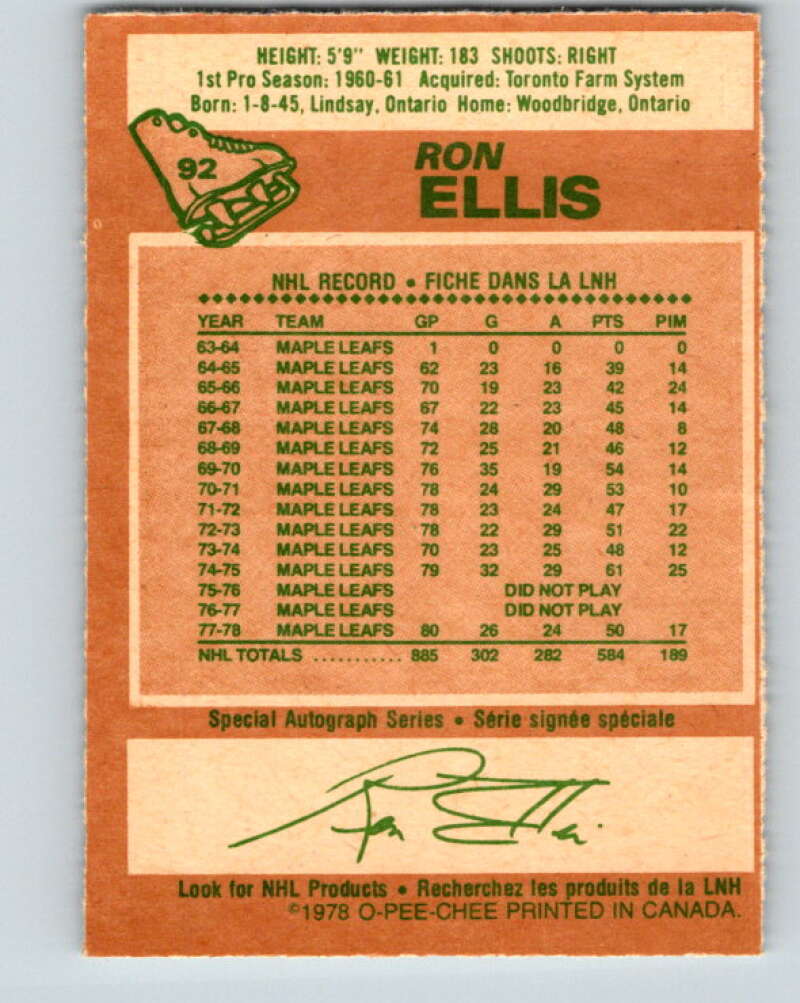 HEIGHT: 5'9" WEIGHT: 183 SHOOTS: RIGHT
1st Pro Season: 1960-61 Acquired: Toronto Farm System
Born: 1-8-45, Lindsay, Ontario Home: Woodbridge, Ontario
92
RON
ELLIS
NHL RECORD • FICHE DANS LA LNH
YEAR TEAM GP G A PTS PIM
63-64 MAPLE LEAFS 1 0 0 0 0
64-65 MAPLE LEAFS 62 23 16 39 14
65-66 MAPLE LEAFS 70 19 23 42 24
66-67 MAPLE LEAFS 67 22 23 45 14
67-68 MAPLE LEAFS 74 28 20 48 8
68-69 MAPLE LEAFS 72 25 21 46 12
69-70 MAPLE LEAFS 76 35 19 54 14
70-71 MAPLE LEAFS 78 24 29 53 10
71-72 MAPLE LEAFS 78 23 24 47 17
72-73 MAPLE LEAFS 78 22 29 51 22
73-74 MAPLE LEAFS 70 23 25 48 12
74-75 MAPLE LEAFS 79 32 29 61 25
75-76 MAPLE LEAFS DID NOT PLAY
76-77 MAPLE LEAFS DID NOT PLAY
77-78 MAPLE LEAFS 80 26 24 50 17
NHL TOTALS ........... 885 302 282 584 189
Special Autograph Series • Série signée spéciale
Ron Ellis
Look for NHL Products • Recherchez les produits de la LNH
©1978 O-PEE-CHEE PRINTED IN CANADA.